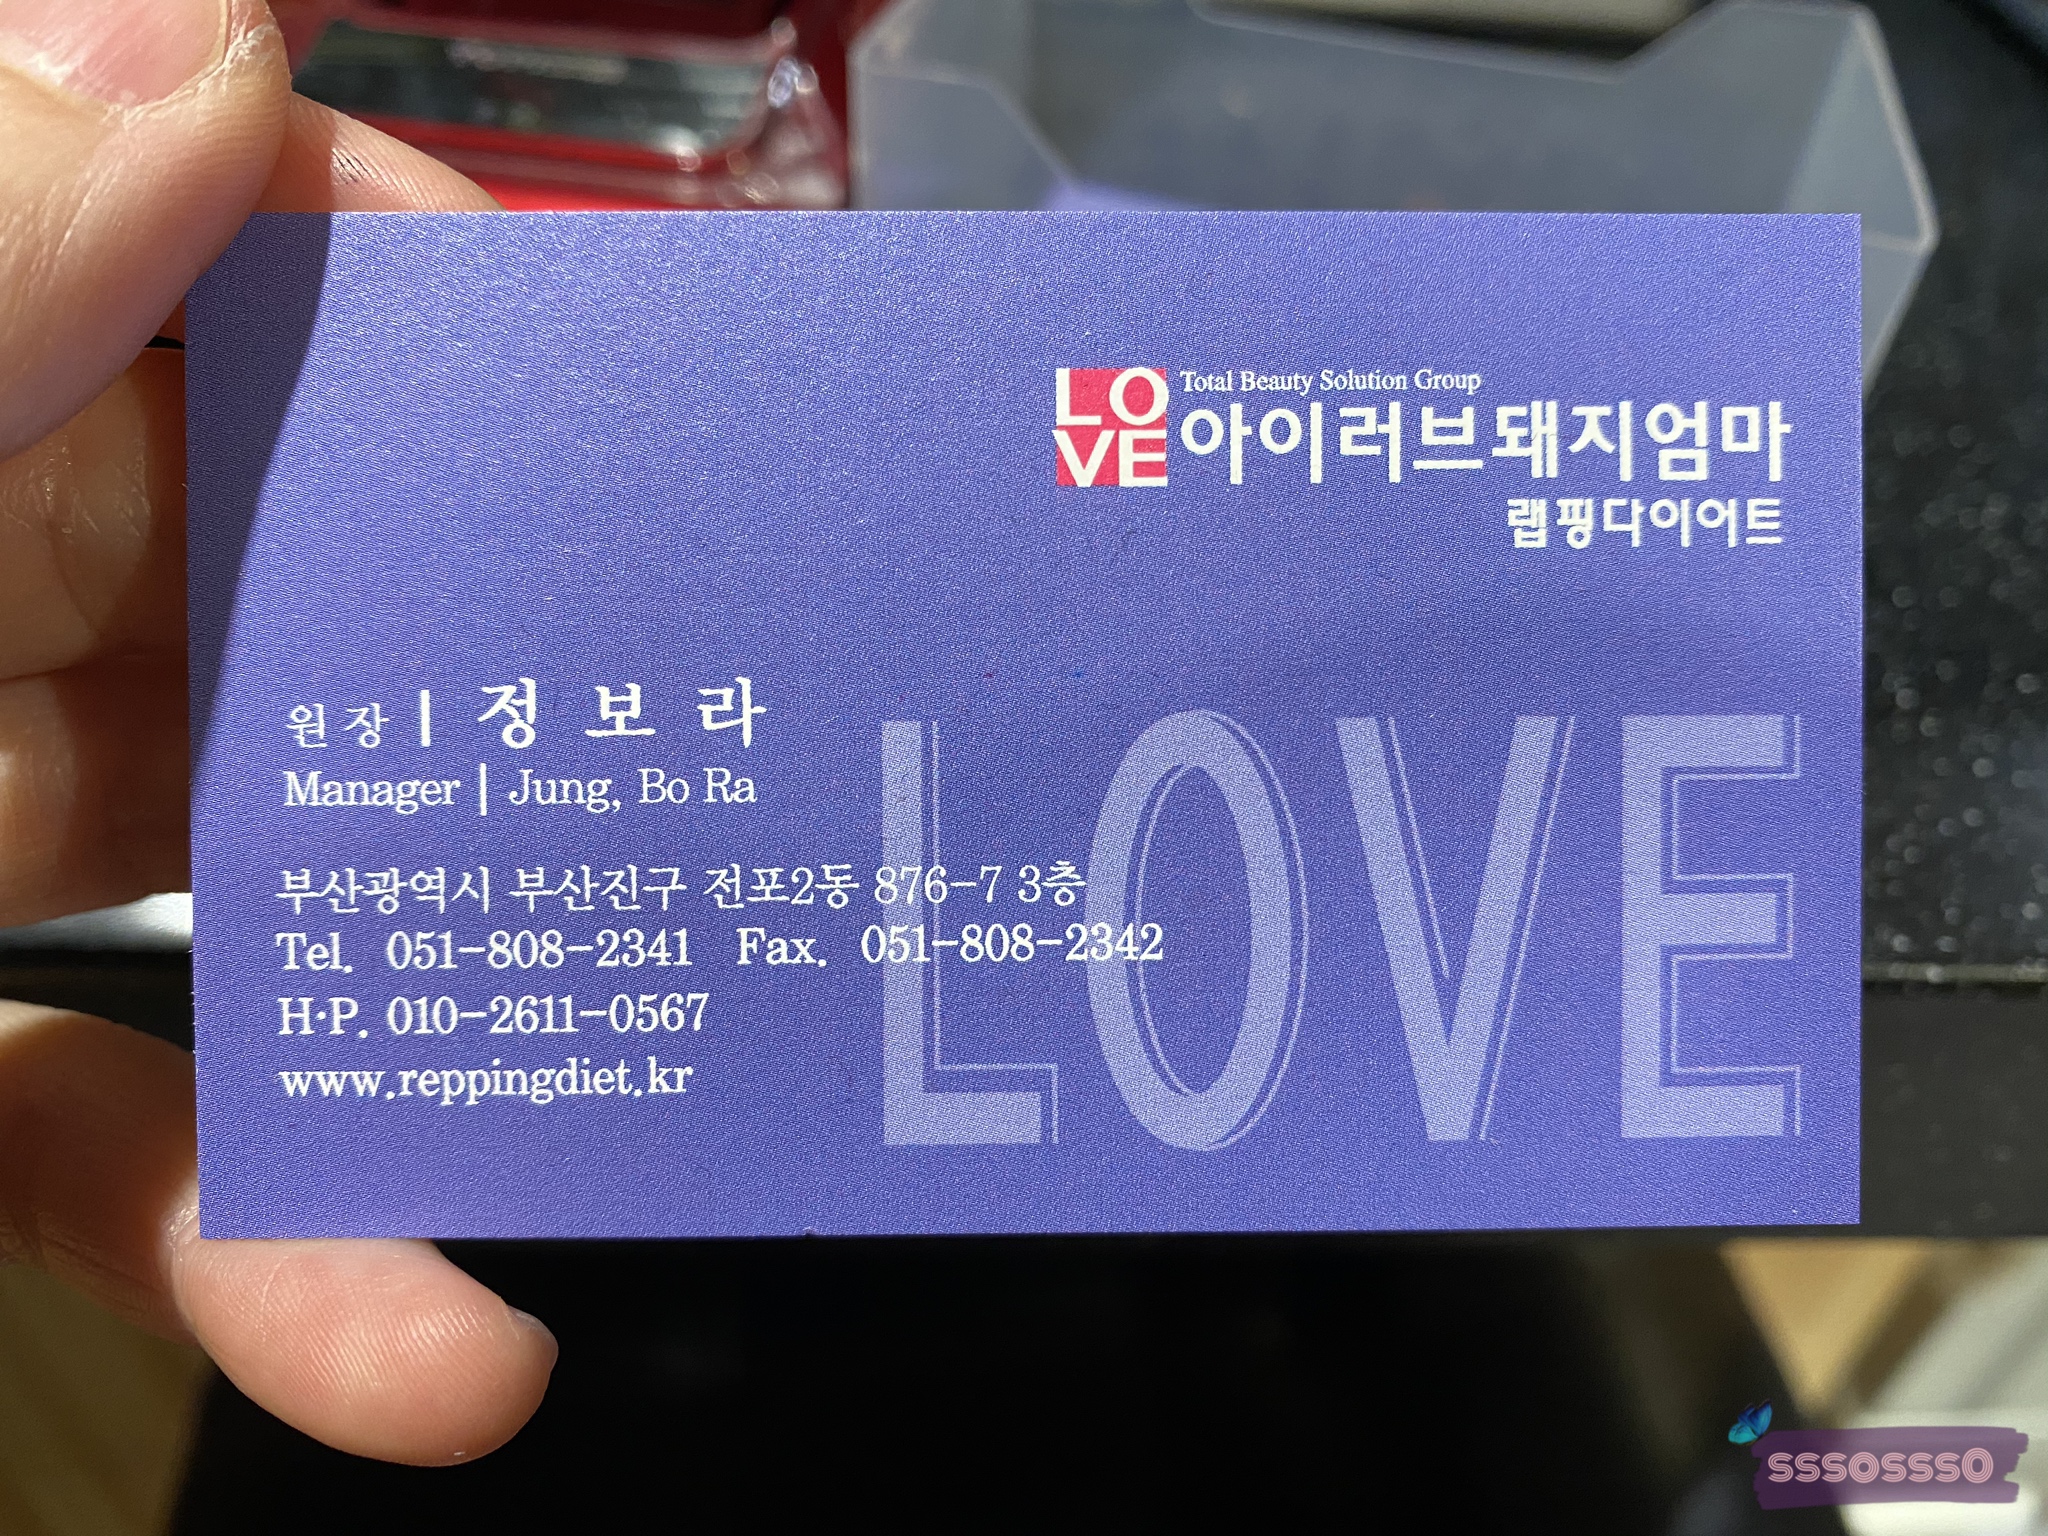 LO
VE
Total Beauty Solution Group
아이러브돼지엄마
랩핑다이어트
원장 | 정 보 라
Manager | Jung, Bo Ra
부산광역시 부산진구 전포2동 876-7 3층
Tel. 051-808-2341 Fax. 051-808-2342
H·P. 010-2611-0567
www.reppingdiet.kr
LOVE
sssossso